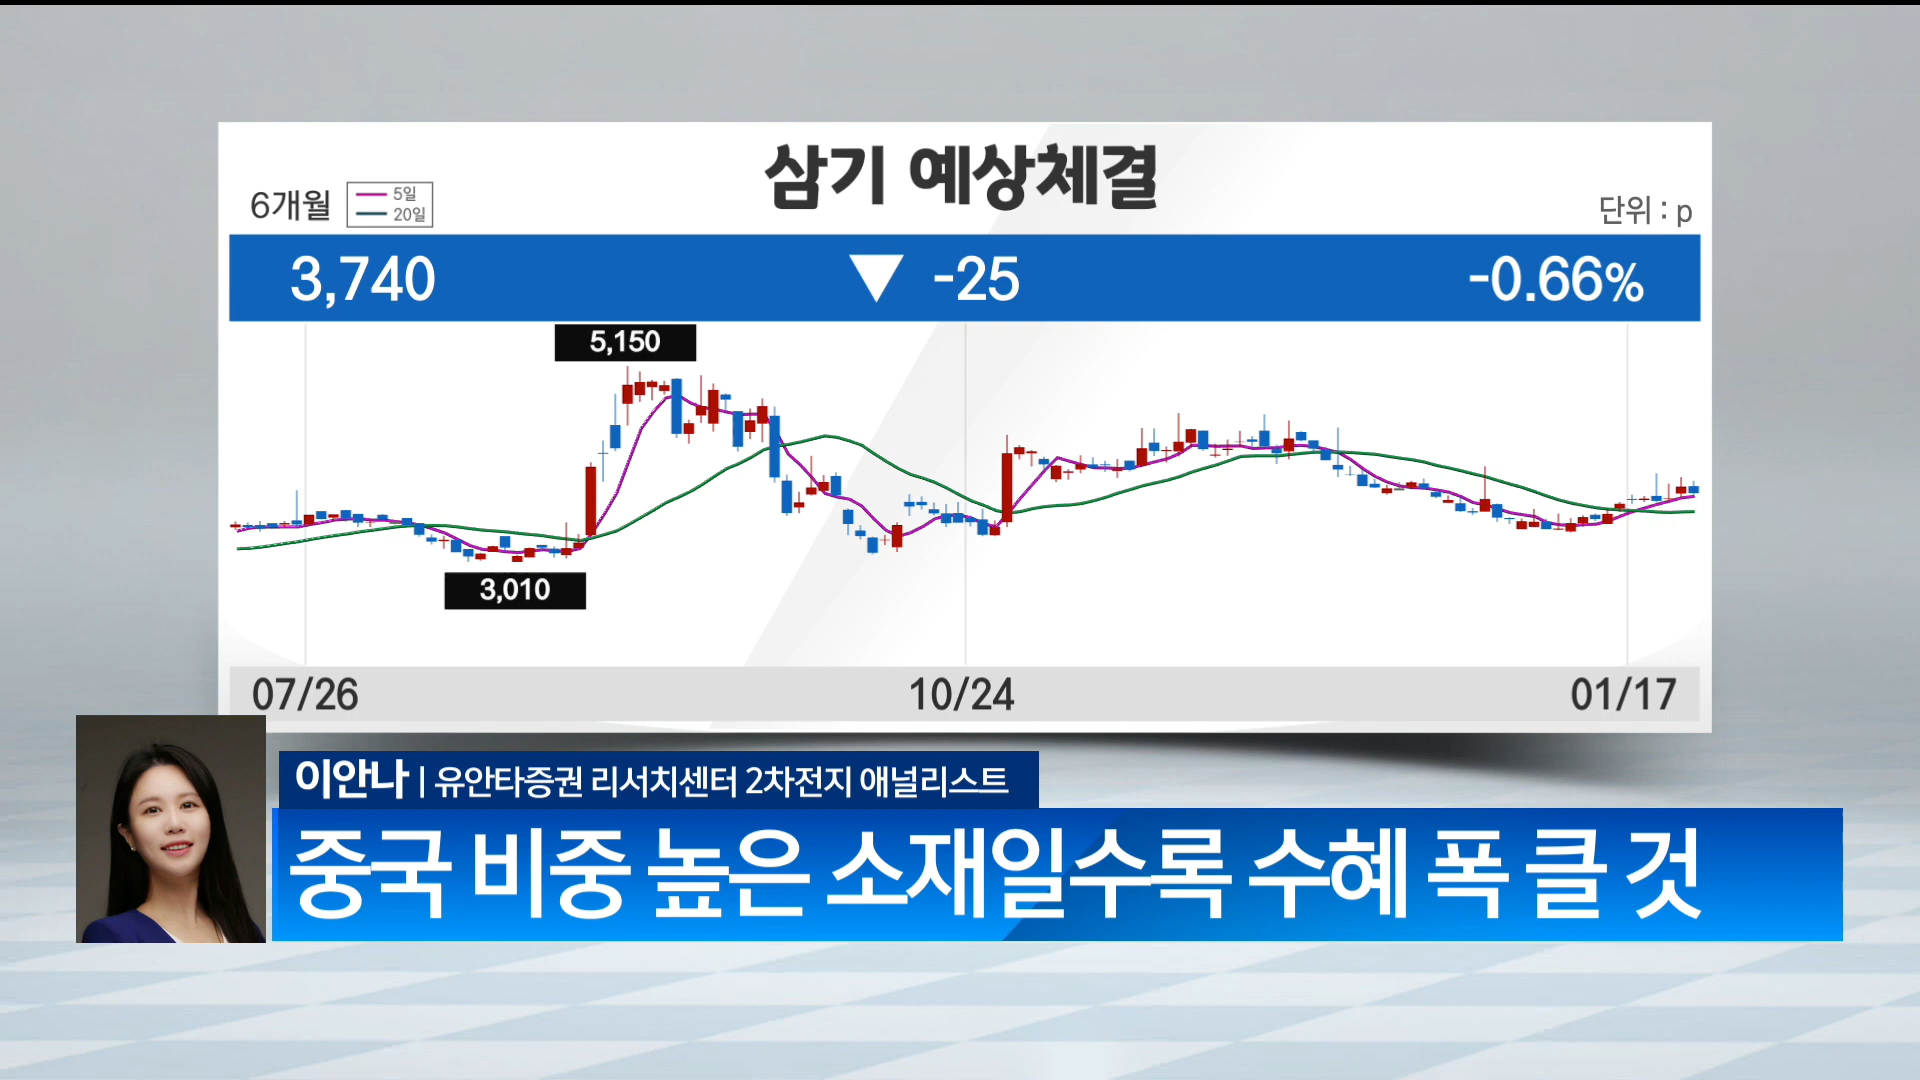 삼기 예상체결
6개월
5일
20일
단위 : p
3,740 ▼ -25 -0.66%
5,150
3,010
07/26 10/24 01/17
이안나 | 유안타증권 리서치센터 2차전지 애널리스트
중국 비중 높은 소재일수록 수혜 폭 클 것